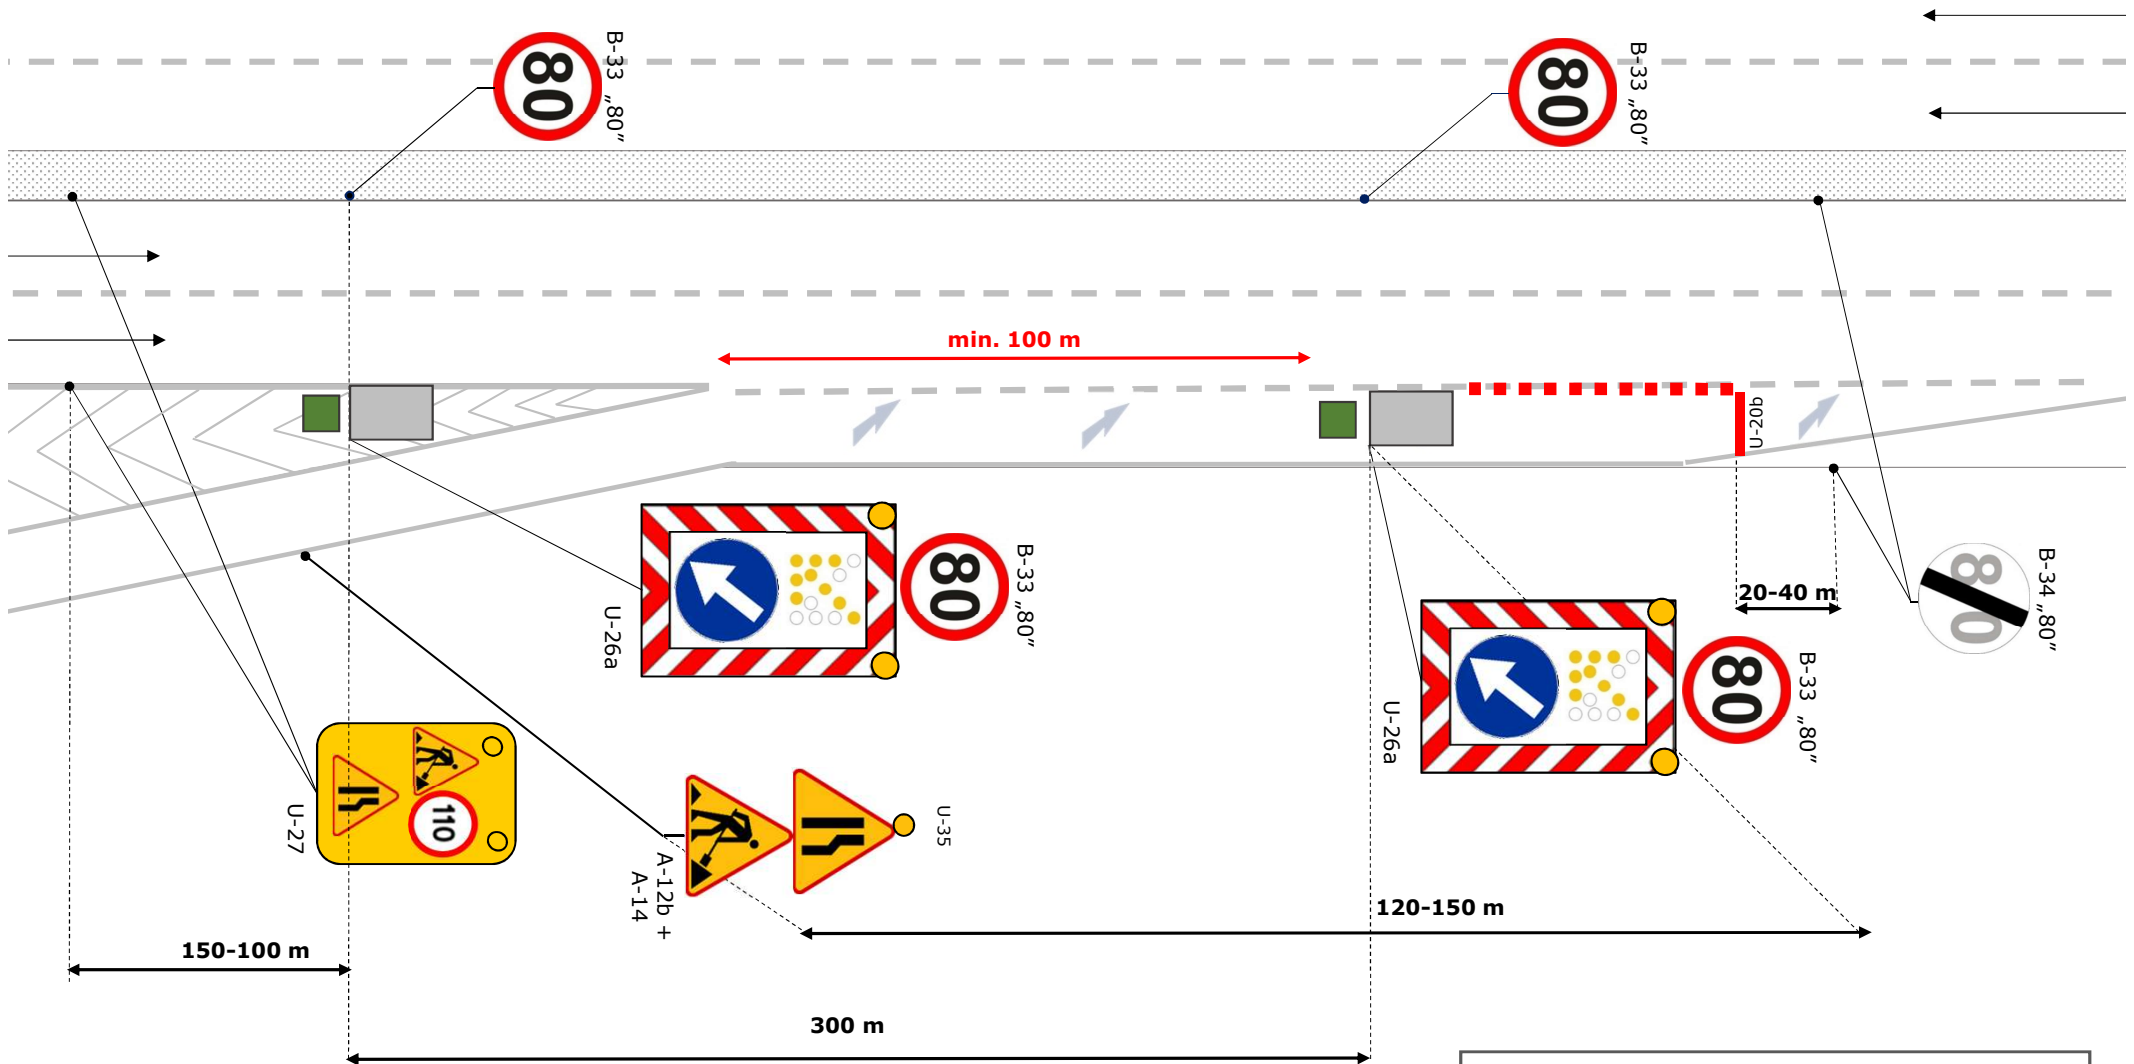 B-33 „80”
80
B-33 „80”
80
min. 100 m
U-20b
B-33 „80”
80
U-26a
20-40 m
B-34 „80”
80
B-33 „80”
80
U-26a
110
U-27
U-35
A-12b +
A-14
120-150 m
150-100 m
300 m